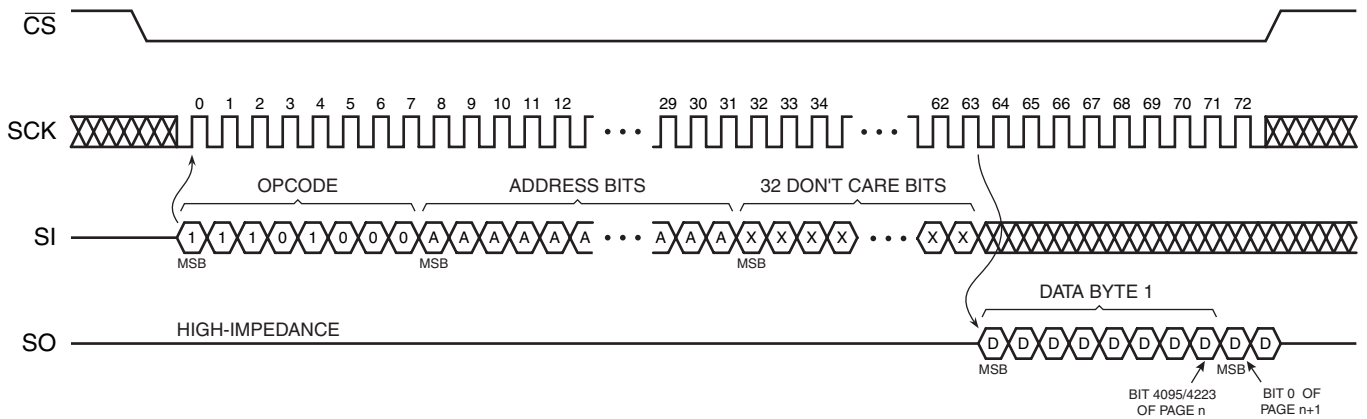 CS
SCK
0 1 2 3 4 5 6 7 8 9 10 11 12 29 30 31 32 33 34 62 63 64 65 66 67 68 69 70 71 72
OPCODE ADDRESS BITS 32 DON'T CARE BITS
SI 1 1 1 0 1 0 0 0 A A A A A A A A A X X X X X X
MSB MSB MSB
DATA BYTE 1
HIGH-IMPEDANCE
SO D D D D D D D D D D
MSB MSB
BIT 4095/4223
OF PAGE n
BIT 0 OF
PAGE n+1